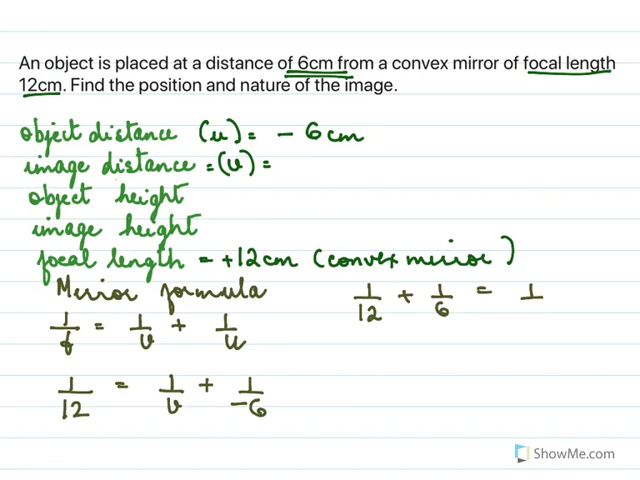 An object is placed at a distance of 6cm from a convex mirror of focal length
12cm. Find the position and nature of the image.
object distance (u) = - 6cm
image distance = (v) =
object height
image height
focal length = +12cm (convex mirror)
Mirror formula
1/f = 1/v + 1/u
1/12 = 1/v + 1/-6
1/12 + 1/6 = 1
ShowMe.com